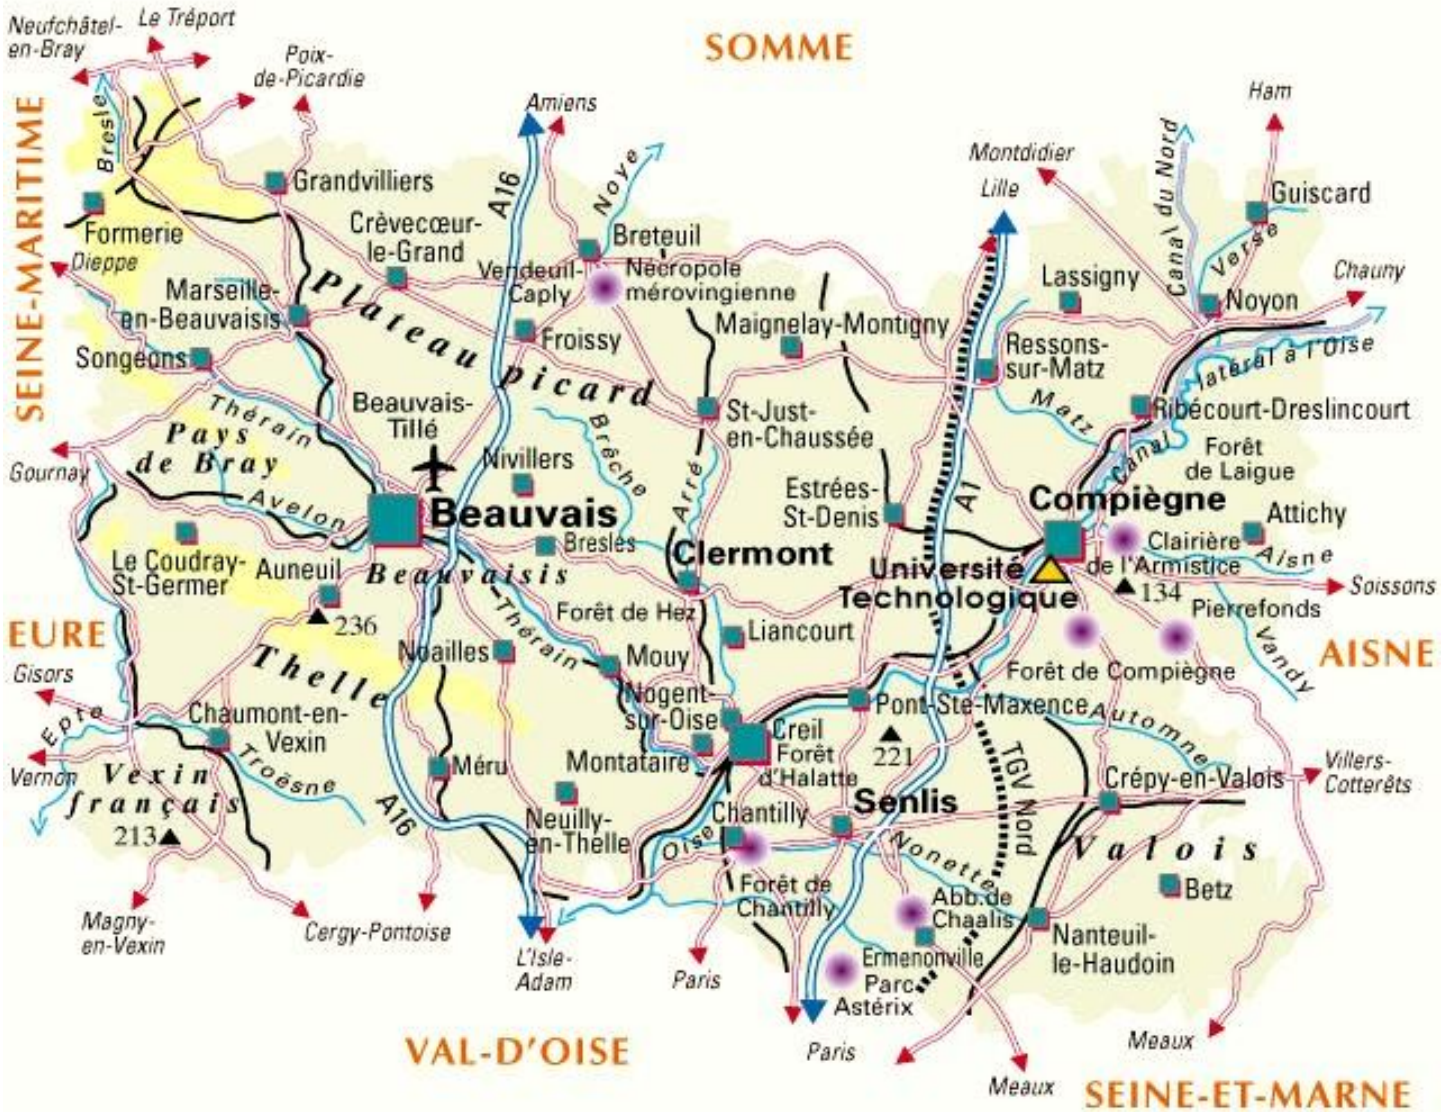 Neufchâtel-
en-Bray
Le Tréport
Poix-
de-Picardie
SOMME
Amiens
Ham
Bresle
SEINE-MARITIME
A16
Noye
Montdidier
Lille
Canal du Nord
Grandvilliers
Guiscard
Formerie
Crèvecœur-
le-Grand
Breteuil
Verse
Dieppe
Vendeuil-
Caply
Nécropole
mérovingienne
Lassigny
Chauny
Marseille-
en-Beauvaisis
Plateau picard
Noyon
Froissy
Maignelay-Montigny
Songeons
Ressons-
sur-Matz
latéral à l'Oise
Beauvais-
Tillé
Thérain
Matz
St-Just-
en-Chaussée
Ribécourt-Dreslincourt
Pays
de Bray
Brêche
Canal
Forêt
de Laigue
Gournay
Nivillers
Arré
A1
Avelon
Estrées-
St-Denis
Compiègne
Beauvais
Attichy
Bresles
Clermont
Clairière
de l'Armistice
Aisne
Le Coudray-
St-Germer
Auneuil
Beauvaisis
Université
Technologique
134
Soissons
Forêt de Hez
Pierrefonds
236
EURE
Thérain
Liancourt
Vandy
AISNE
Noailles
Mouy
Thelle
Forêt de Compiègne
Gisors
Nogent-
sur-Oise
Pont-Ste-Maxence
Automne
Epte
Chaumont-en-
Vexin
Creil
221
Forêt
d'Halatte
TGV Nord
Vernon
Troësne
Méru
Montataire
Villers-
Cotterêts
Vexin
français
Crépy-en-Valois
A16
Senlis
Chantilly
Neuilly-
en-Thelle
213
Oise
Nonette
Valois
Forêt de
Chantilly
Abb. de
Chaalis
Betz
Magny-
en-Vexin
Cergy-Pontoise
Nanteuil-
le-Haudoin
L'Isle-
Adam
Paris
Ermenonville
Parc
Astérix
VAL-D'OISE
Paris
Meaux
Meaux
SEINE-ET-MARNE